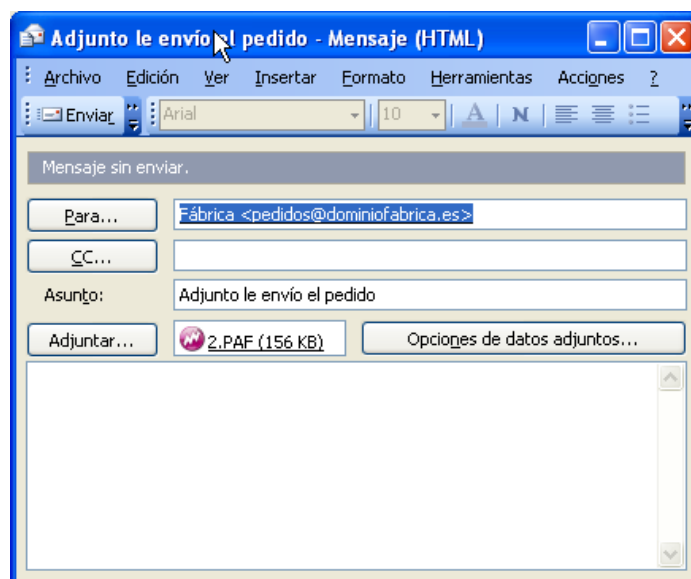 Adjunto le envío el pedido - Mensaje (HTML)
Archivo Edición Ver Insertar Formato Herramientas Acciones ?
Enviar Arial 10 A N
Mensaje sin enviar.
Para... Fábrica <pedidos@dominiofabrica.es>
CC...
Asunto: Adjunto le envío el pedido
Adjuntar... 2.PAF (156 KB) Opciones de datos adjuntos...